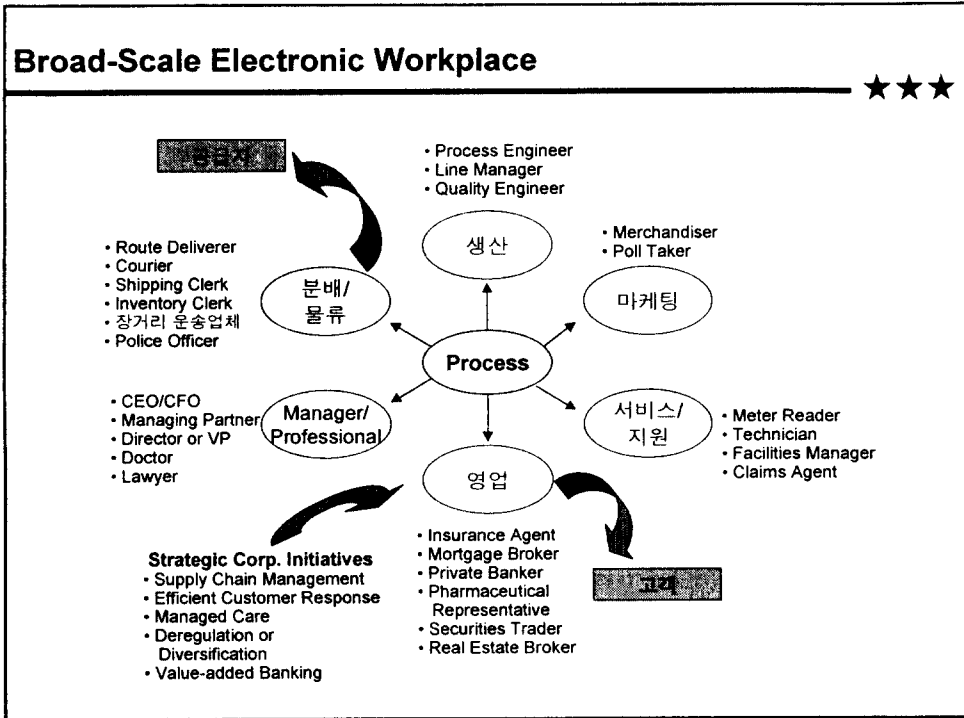 Broad-Scale Electronic Workplace
공급자
• Process Engineer
• Line Manager
• Quality Engineer
생산
• Merchandiser
• Poll Taker
마케팅
• Route Deliverer
• Courier
• Shipping Clerk
• Inventory Clerk
• 장거리 운송업체
• Police Officer
분배/
물류
Process
• CEO/CFO
• Managing Partner
• Director or VP
• Doctor
• Lawyer
Manager/
Professional
서비스/
지원
• Meter Reader
• Technician
• Facilities Manager
• Claims Agent
영업
Strategic Corp. Initiatives
• Supply Chain Management
• Efficient Customer Response
• Managed Care
• Deregulation or
Diversification
• Value-added Banking
• Insurance Agent
• Mortgage Broker
• Private Banker
• Pharmaceutical
Representative
• Securities Trader
• Real Estate Broker
고객